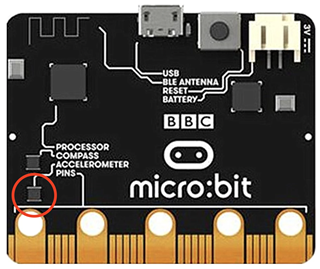 3V
USB
BLE ANTENNA
RESET
BATTERY
BBC
PROCESSOR
COMPASS
ACCELEROMETER
PINS
micro:bit